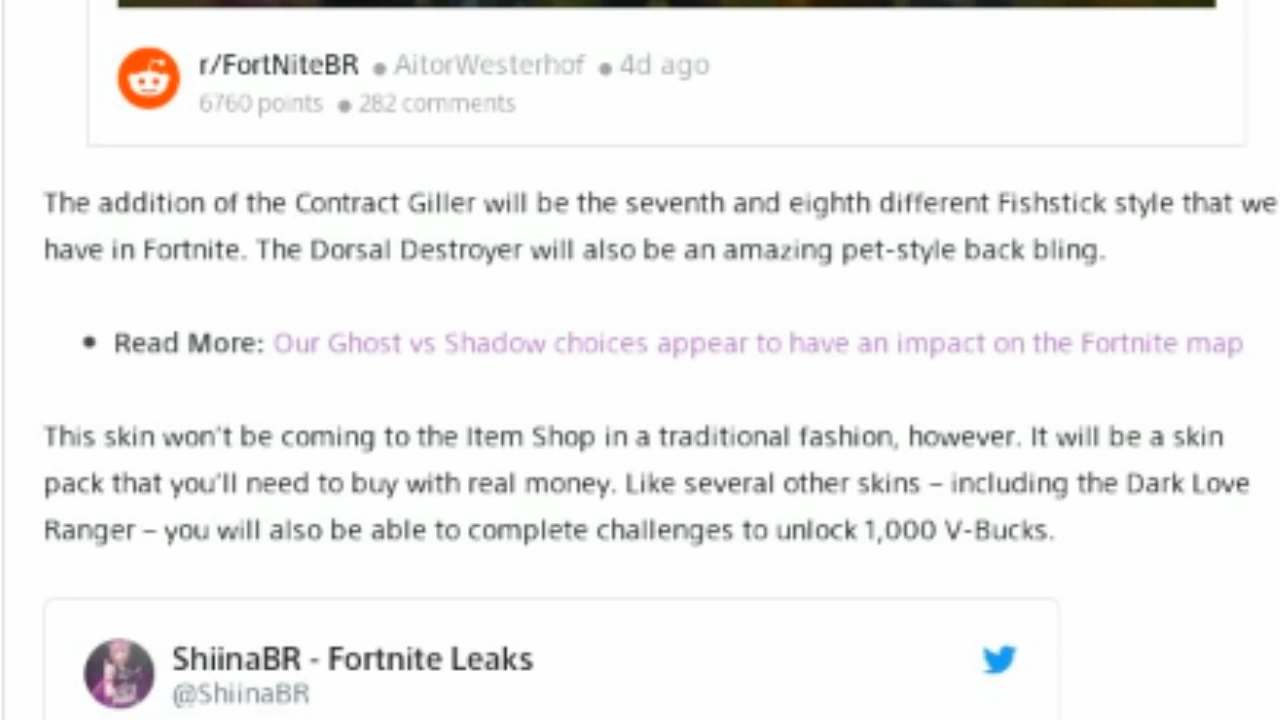 r/FortNiteBR ● AitorWesterhof ● 4d ago
6760 points ● 282 comments
The addition of the Contract Giller will be the seventh and eighth different Fishstick style that we
have in Fortnite. The Dorsal Destroyer will also be an amazing pet-style back bling.
● Read More: Our Ghost vs Shadow choices appear to have an impact on the Fortnite map
This skin won't be coming to the Item Shop in a traditional fashion, however. It will be a skin
pack that you'll need to buy with real money. Like several other skins – including the Dark Love
Ranger – you will also be able to complete challenges to unlock 1,000 V-Bucks.
ShiinaBR - Fortnite Leaks
@ShiinaBR